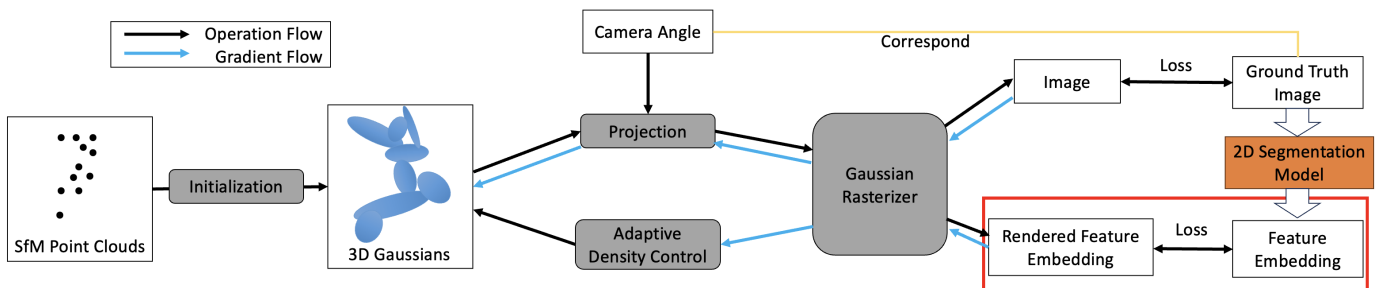 Operation Flow
Gradient Flow
Camera Angle
Correspond
SfM Point Clouds
Initialization
3D Gaussians
Projection
Adaptive
Density Control
Gaussian
Rasterizer
Image
Loss
Ground Truth
Image
2D Segmentation
Model
Rendered Feature
Embedding
Loss
Feature
Embedding